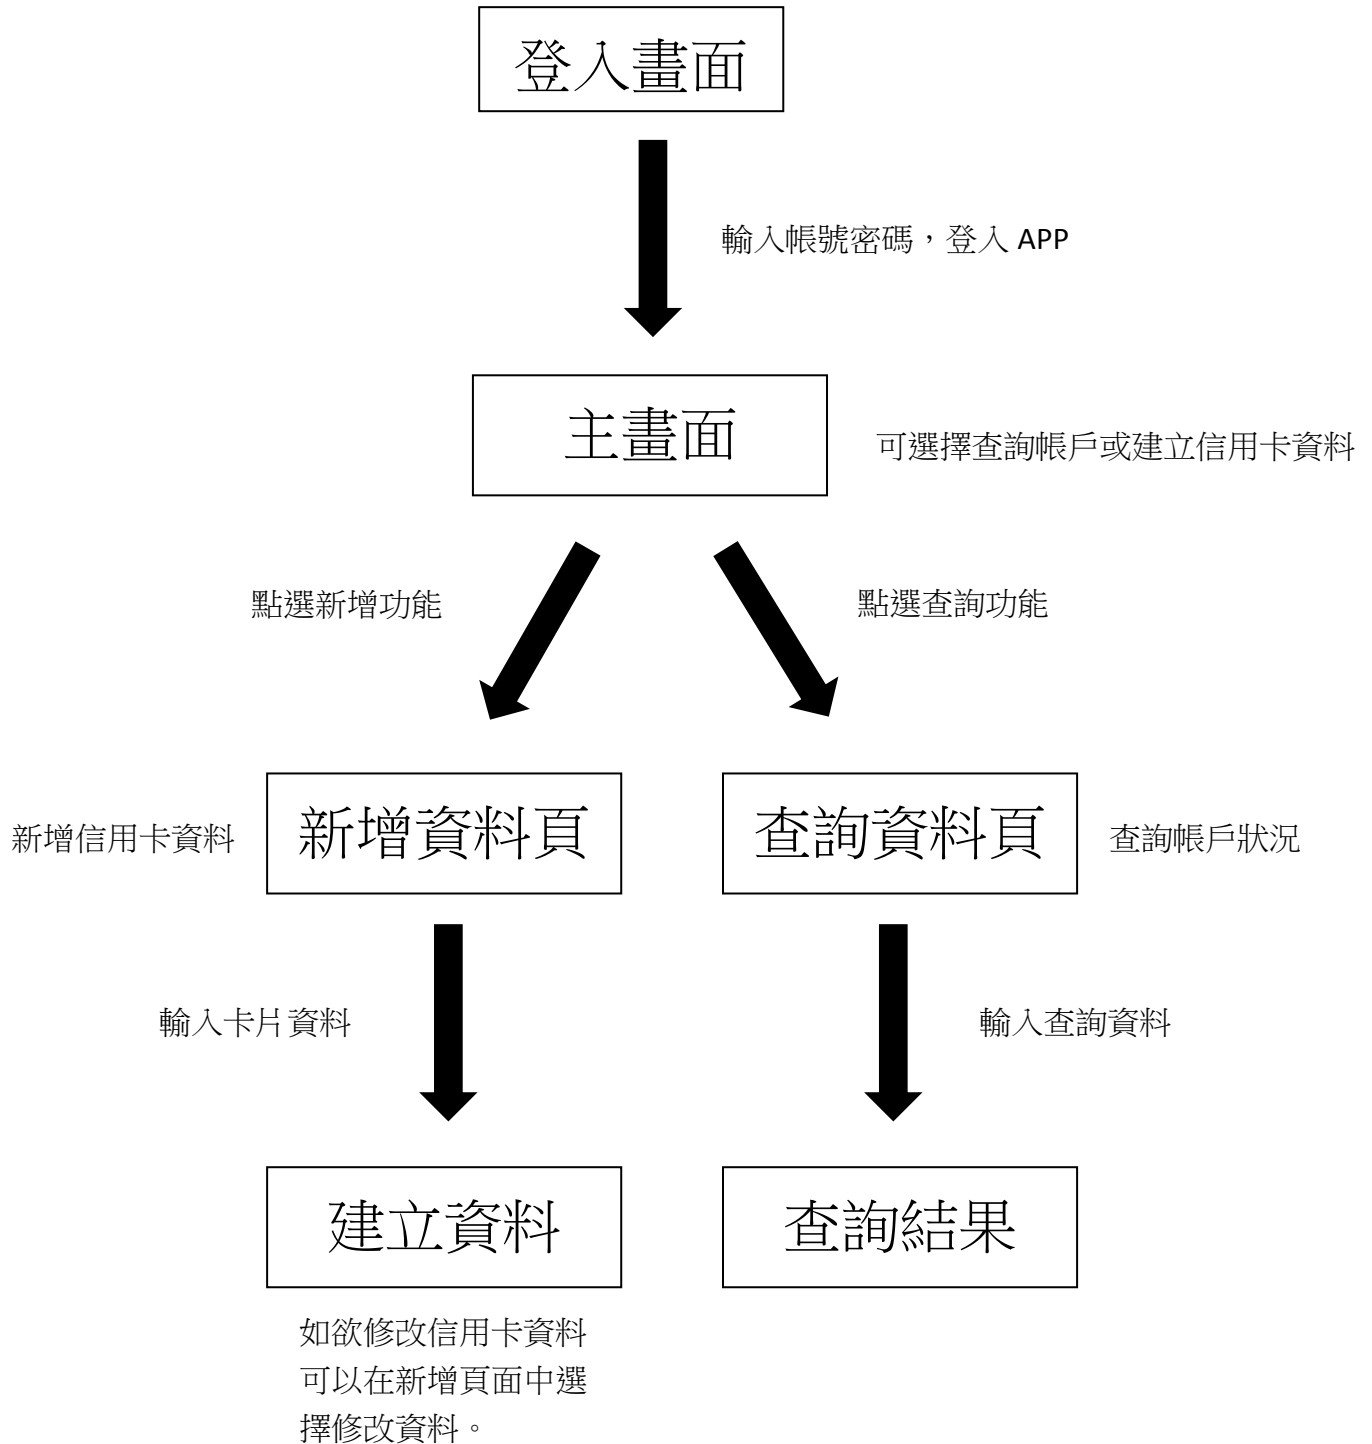 登入畫面
輸入帳號密碼，登入 APP
主畫面
可選擇查詢帳戶或建立信用卡資料
點選新增功能
點選查詢功能
新增信用卡資料
新增資料頁
查詢資料頁
查詢帳戶狀況
輸入卡片資料
輸入查詢資料
建立資料
查詢結果
如欲修改信用卡資料
可以在新增頁面中選
擇修改資料。